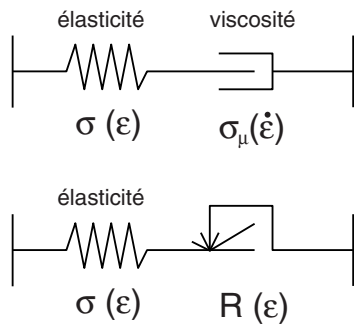 élasticité viscosité
σ (ε) σμ(ε̇)
élasticité
σ (ε) R (ε)